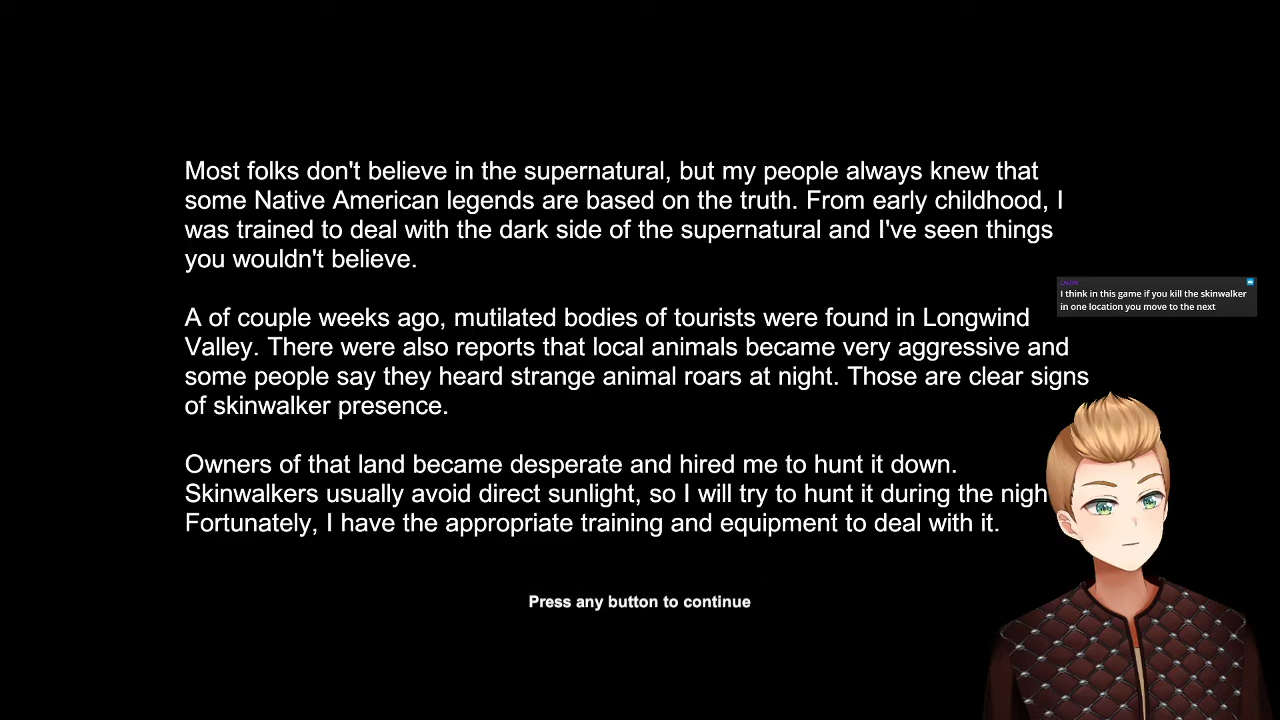 Most folks don't believe in the supernatural, but my people always knew that
some Native American legends are based on the truth. From early childhood, I
was trained to deal with the dark side of the supernatural and I've seen things
you wouldn't believe.
A of couple weeks ago, mutilated bodies of tourists were found in Longwind
Valley. There were also reports that local animals became very aggressive and
some people say they heard strange animal roars at night. Those are clear signs
of skinwalker presence.
I think in this game if you kill the skinwalker
in one location you move to the next
Owners of that land became desperate and hired me to hunt it down.
Skinwalkers usually avoid direct sunlight, so I will try to hunt it during the nigh
Fortunately, I have the appropriate training and equipment to deal with it.
Press any button to continue